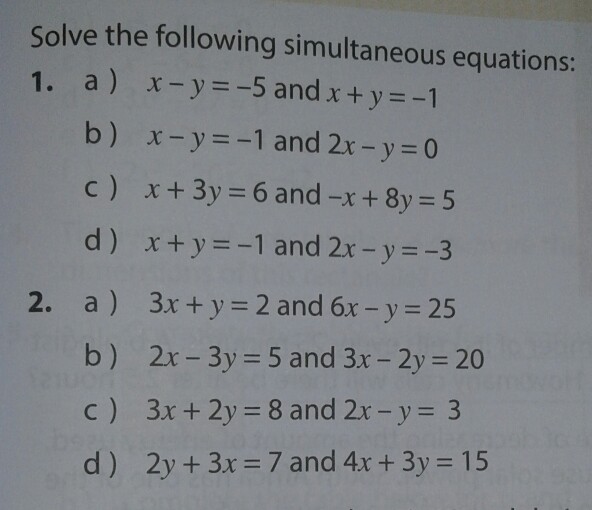 Solve the following simultaneous equations:
1. a) x – y = –5 and x + y = –1
b) x – y = –1 and 2x – y = 0
c) x + 3y = 6 and –x + 8y = 5
d) x + y = –1 and 2x – y = –3
2. a) 3x + y = 2 and 6x – y = 25
b) 2x – 3y = 5 and 3x – 2y = 20
c) 3x + 2y = 8 and 2x – y = 3
d) 2y + 3x = 7 and 4x + 3y = 15